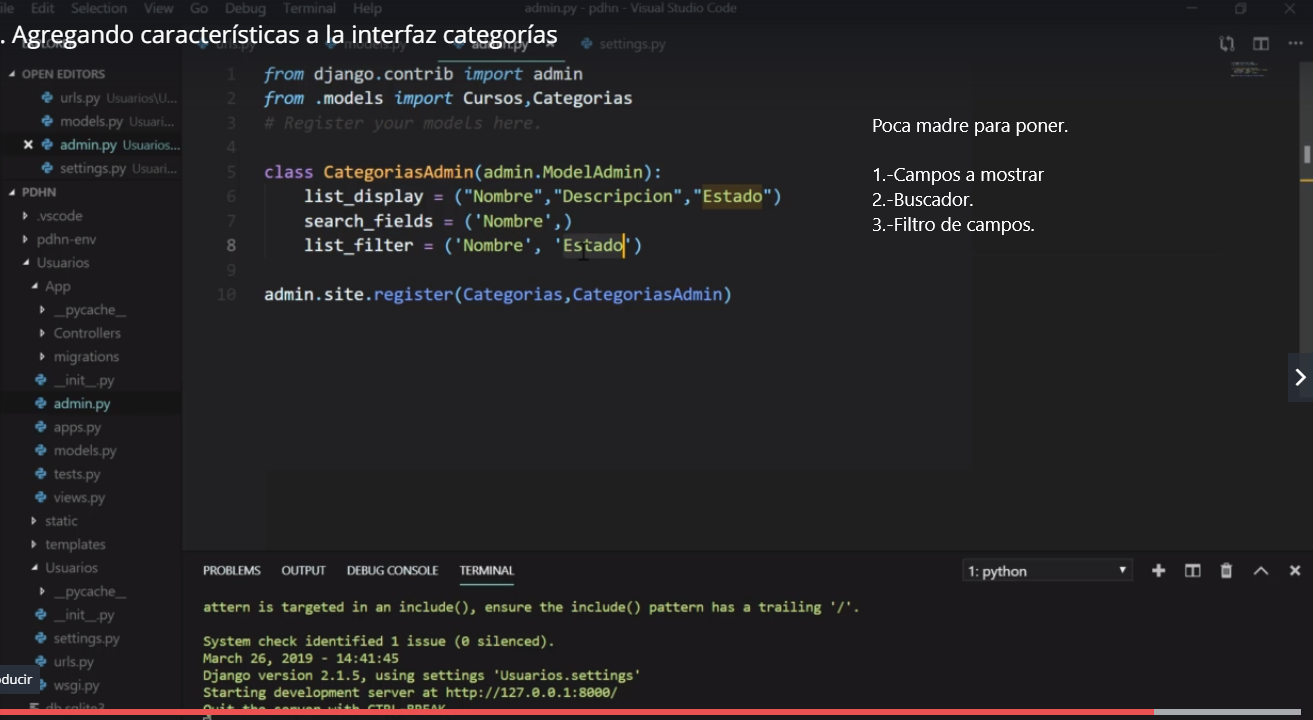 ile Edit Selection View Go Debug Terminal Help
admin.py - pdhn - Visual Studio Code
. Agregando características a la interfaz categorías
urls.py models.py admin.py settings.py
OPEN EDITORS
urls.py Usuarios\U...
models.py Usuari...
admin.py Usuarios...
settings.py Usuari...
PDHN
.vscode
pdhn-env
Usuarios
App
__pycache__
Controllers
migrations
__init__.py
admin.py
apps.py
models.py
tests.py
views.py
static
templates
Usuarios
__pycache__
__init__.py
settings.py
urls.py
wsgi.py
db.sqlite3
ducir
1 from django.contrib import admin
2 from .models import Cursos,Categorias
3 # Register your models here.
4
5 class CategoriasAdmin(admin.ModelAdmin):
6 list_display = ("Nombre","Descripcion","Estado")
7 search_fields = ('Nombre',)
8 list_filter = ('Nombre', 'Estado')
9
10 admin.site.register(Categorias,CategoriasAdmin)
Poca madre para poner.
1.-Campos a mostrar
2.-Buscador.
3.-Filtro de campos.
PROBLEMS OUTPUT DEBUG CONSOLE TERMINAL
1: python
attern is targeted in an include(), ensure the include() pattern has a trailing '/'.
System check identified 1 issue (0 silenced).
March 26, 2019 - 14:41:45
Django version 2.1.5, using settings 'Usuarios.settings'
Starting development server at http://127.0.0.1:8000/
Quit the server with CTRL-BREAK.